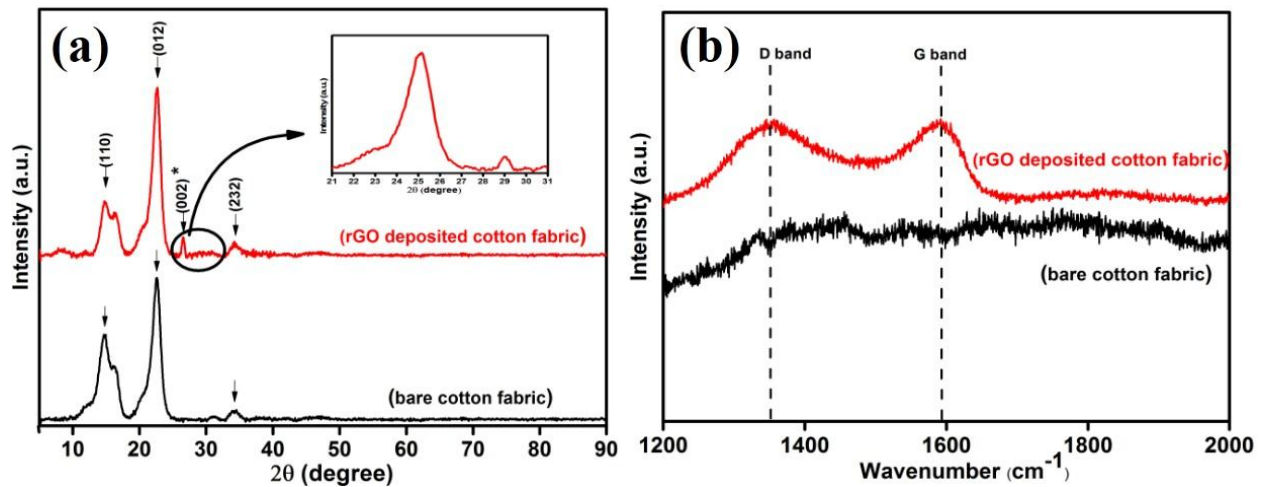 (a)
(012)
(110)
*
(002)
(232)
(rGO deposited cotton fabric)
(bare cotton fabric)
Intensity (a.u.)
10 20 30 40 50 60 70 80 90
2θ (degree)
Intensity (a.u.)
21 22 23 24 25 26 27 28 29 30 31
2θ (degree)
(b)
D band
G band
(rGO deposited cotton fabric)
(bare cotton fabric)
Intensity (a.u.)
1200 1400 1600 1800 2000
Wavenumber (cm⁻¹)